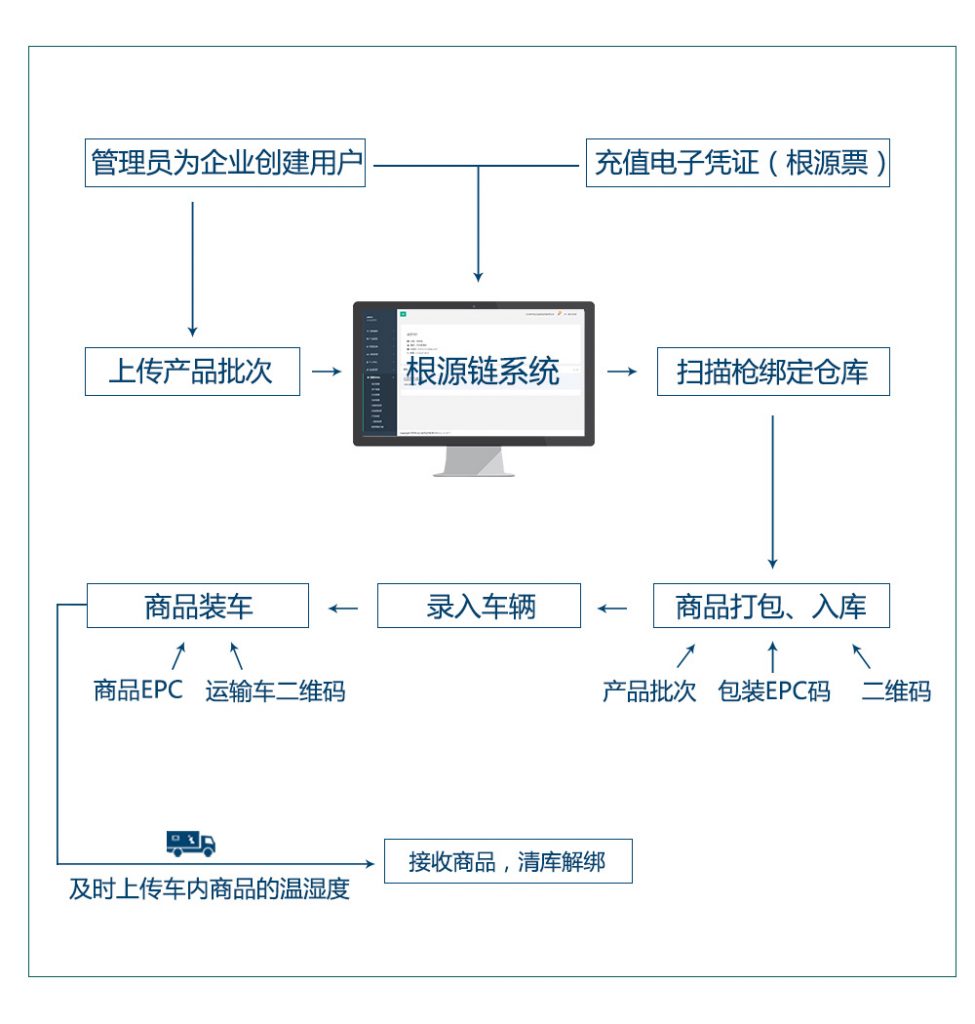 管理员为企业创建用户
充值电子凭证（根源票）
上传产品批次
根源链系统
扫描枪绑定仓库
商品装车
录入车辆
商品打包、入库
商品EPC
运输车二维码
产品批次
包装EPC码
二维码
接收商品，清库解绑
及时上传车内商品的温湿度